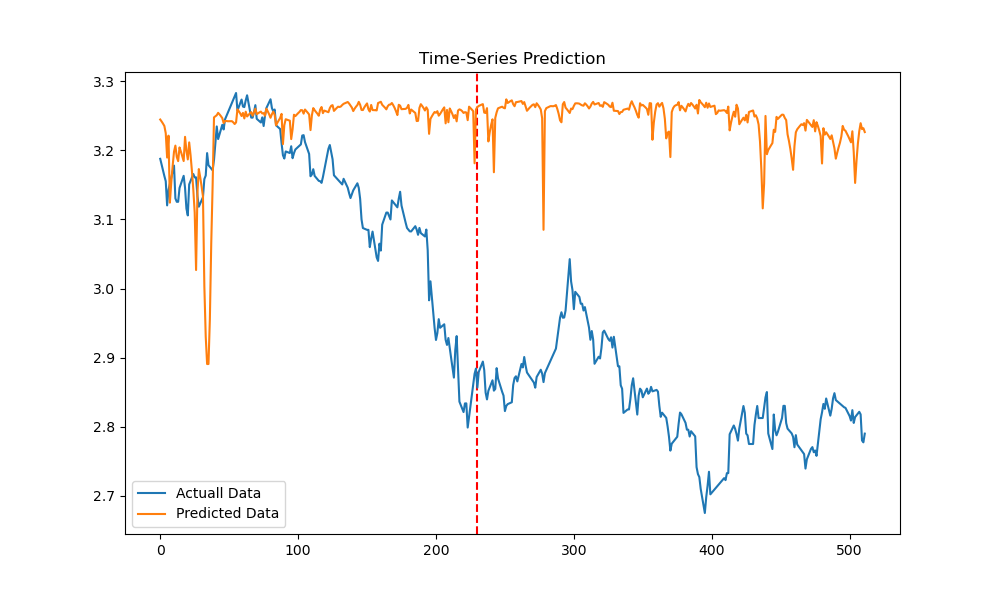 Time-Series Prediction
3.3
3.2
3.1
3.0
2.9
2.8
2.7
Actuall Data
Predicted Data
0 100 200 300 400 500